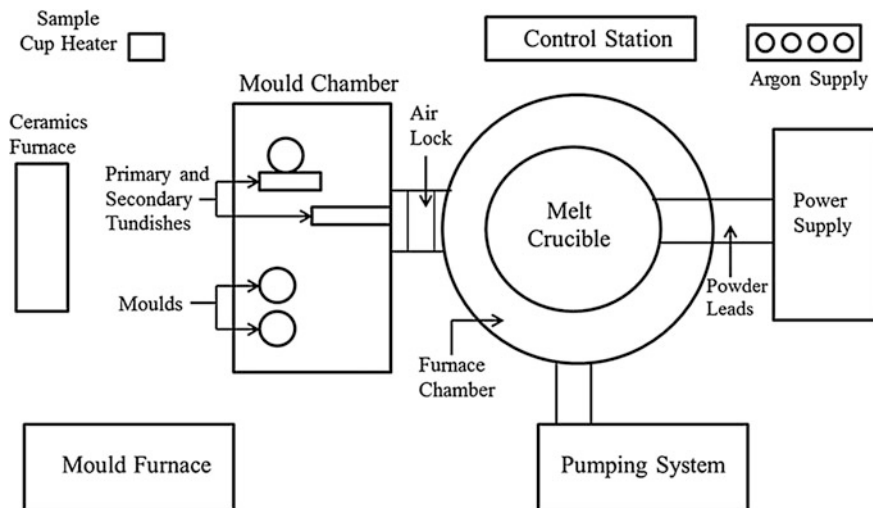 Sample
Cup Heater
Control Station
Argon Supply
Mould Chamber
Air
Lock
Ceramics
Furnace
Primary and
Secondary
Tundishes
Melt
Crucible
Power
Supply
Powder
Leads
Moulds
Furnace
Chamber
Mould Furnace
Pumping System